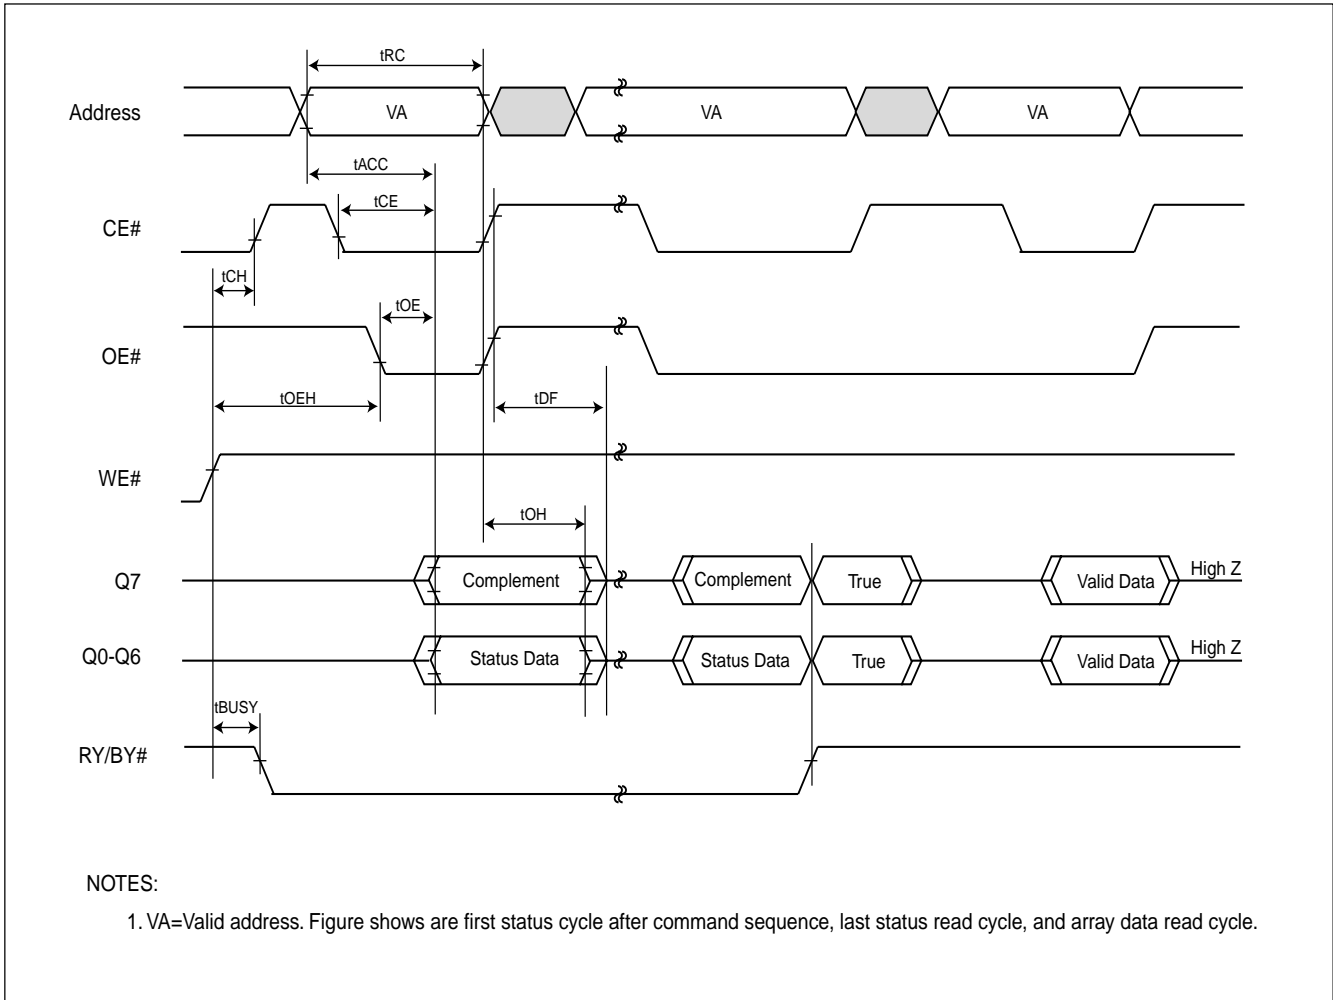 tRC
Address VA VA VA
tACC
tCE
CE#
tCH
tOE
OE#
tOEH tDF
WE#
tOH
Q7 Complement Complement True Valid Data High Z
Q0-Q6 Status Data Status Data True Valid Data High Z
tBUSY
RY/BY#
NOTES:
1. VA=Valid address. Figure shows are first status cycle after command sequence, last status read cycle, and array data read cycle.